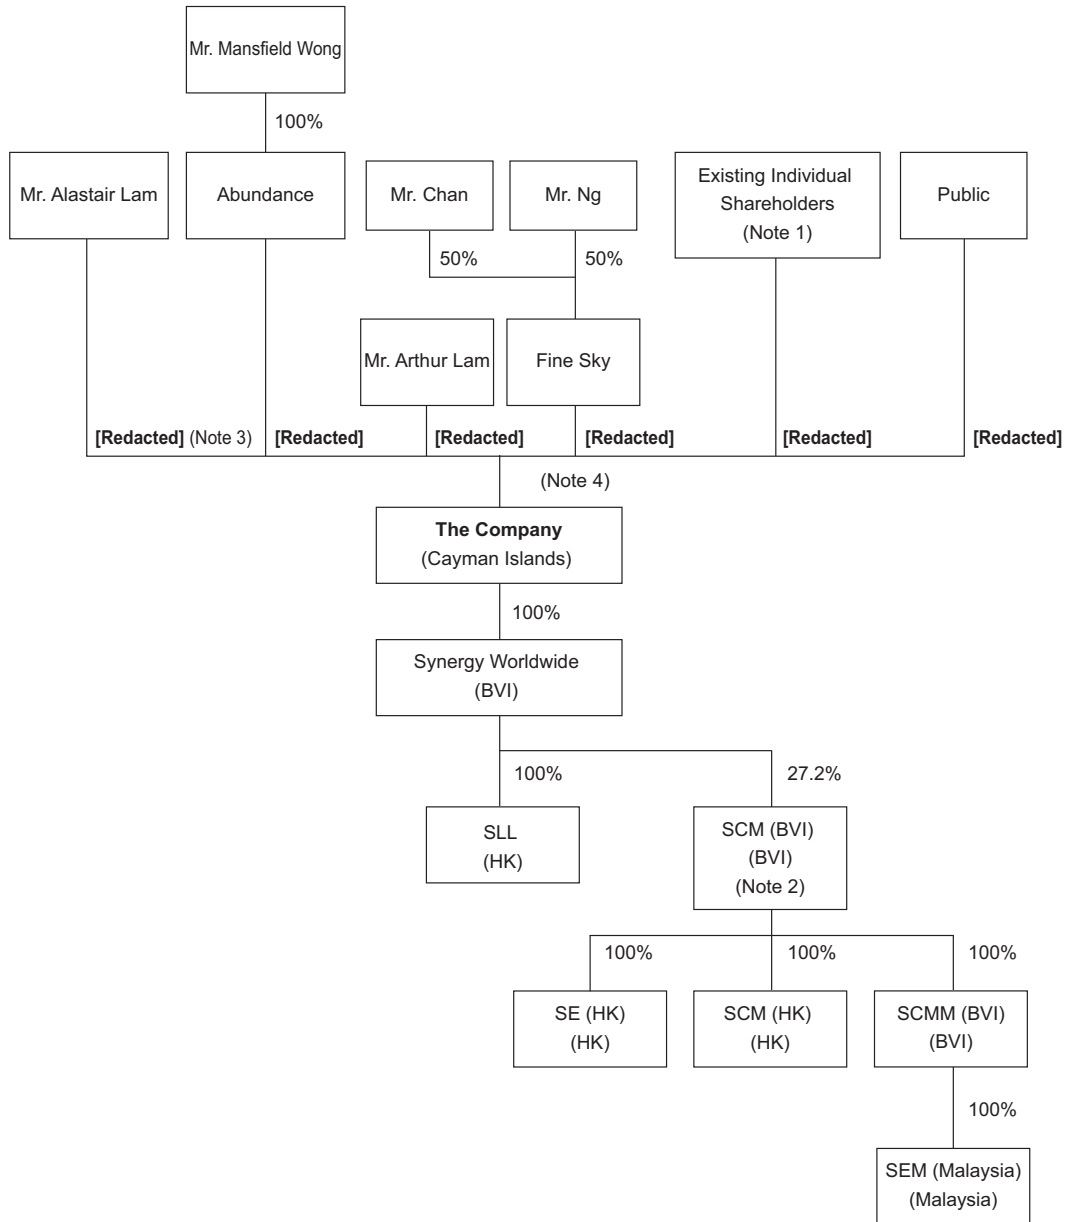 Mr. Mansfield Wong
100%
Mr. Alastair Lam
Abundance
Mr. Chan
Mr. Ng
Existing Individual
Shareholders
(Note 1)
Public
50%
50%
Mr. Arthur Lam
Fine Sky
[Redacted] (Note 3)
[Redacted]
[Redacted]
[Redacted]
[Redacted]
[Redacted]
(Note 4)
The Company
(Cayman Islands)
100%
Synergy Worldwide
(BVI)
100%
27.2%
SLL
(HK)
SCM (BVI)
(BVI)
(Note 2)
100%
100%
100%
SE (HK)
(HK)
SCM (HK)
(HK)
SCMM (BVI)
(BVI)
100%
SEM (Malaysia)
(Malaysia)